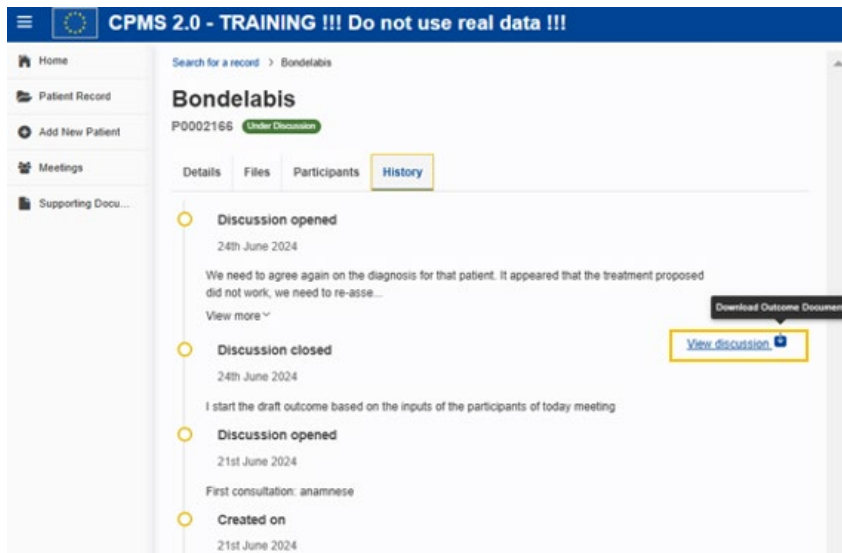 CPMS 2.0 - TRAINING !!! Do not use real data !!!
Home
Patient Record
Add New Patient
Meetings
Supporting Docu...
Search for a record > Bondelabis
Bondelabis
P0002166 Under Discussion
Details Files Participants History
Discussion opened
24th June 2024
We need to agree again on the diagnosis for that patient. It appeared that the treatment proposed
did not work, we need to re-asse...
View more
Download Outcome Documen
View discussion
Discussion closed
24th June 2024
I start the draft outcome based on the inputs of the participants of today meeting
Discussion opened
21st June 2024
First consultation: anamnese
Created on
21st June 2024